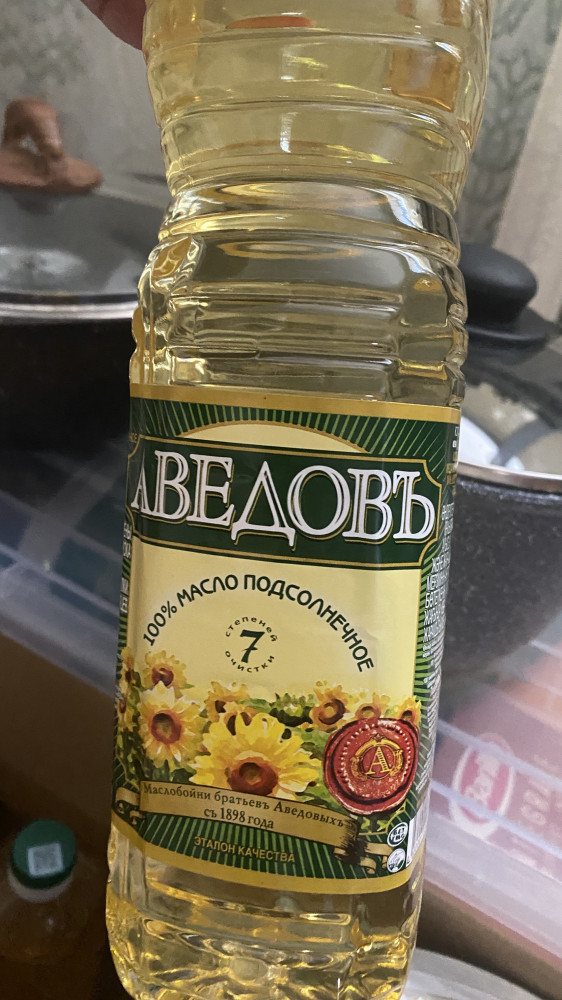 АВЕДОВЪ
100% МАСЛО ПОДСОЛНЕЧНОЕ
степеней
7
очистки
А
Маслобойни братьевъ Аведовыхъ
съ 1898 года
ЭТАЛОН КАЧЕСТВА